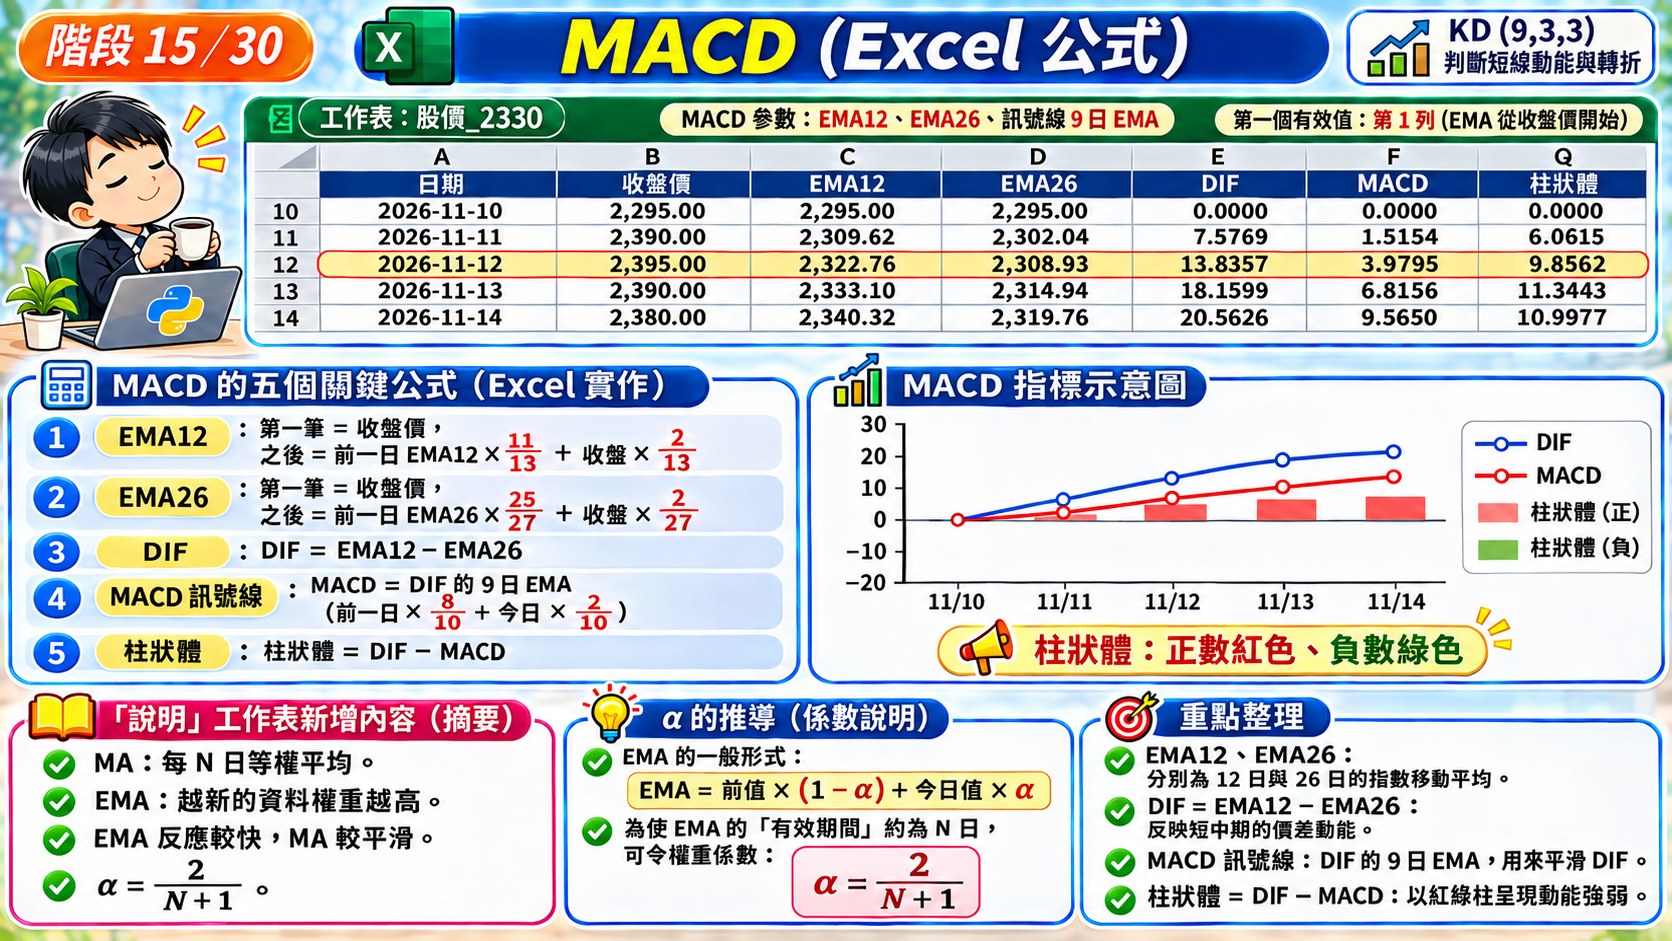 階段 15／30
X
MACD (Excel 公式)
KD (9,3,3)
判斷短線動能與轉折
工作表：股價_2330
MACD 參數：EMA12、EMA26、訊號線 9 日 EMA
第一個有效值：第 1 列 (EMA 從收盤價開始)
A B C D E F Q
日期 收盤價 EMA12 EMA26 DIF MACD 柱狀體
10 2026-11-10 2,295.00 2,295.00 2,295.00 0.0000 0.0000 0.0000
11 2026-11-11 2,390.00 2,309.62 2,302.04 7.5769 1.5154 6.0615
12 2026-11-12 2,395.00 2,322.76 2,308.93 13.8357 3.9795 9.8562
13 2026-11-13 2,390.00 2,333.10 2,314.94 18.1599 6.8156 11.3443
14 2026-11-14 2,380.00 2,340.32 2,319.76 20.5626 9.5650 10.9977
MACD 的五個關鍵公式（Excel 實作）
1 EMA12：第一筆 = 收盤價，
之後 = 前一日 EMA12 × 11/13 + 收盤 × 2/13
2 EMA26：第一筆 = 收盤價，
之後 = 前一日 EMA26 × 25/27 + 收盤 × 2/27
3 DIF：DIF = EMA12 − EMA26
4 MACD 訊號線：MACD = DIF 的 9 日 EMA
（前一日 × 8/10 + 今日 × 2/10）
5 柱狀體：柱狀體 = DIF − MACD
MACD 指標示意圖
30
20
10
0
−10
−20
11/10 11/11 11/12 11/13 11/14
DIF
MACD
柱狀體 (正)
柱狀體 (負)
柱狀體：正數紅色、負數綠色
「說明」工作表新增內容（摘要）
MA：每 N 日等權平均。
EMA：越新的資料權重越高。
EMA 反應較快，MA 較平滑。
α = 2/(N+1)。
α 的推導（係數說明）
EMA 的一般形式：
EMA = 前值 × (1 − α) + 今日值 × α
為使 EMA 的「有效期間」約為 N 日，
可令權重係數：
α = 2/(N+1)
重點整理
EMA12、EMA26：
分別為 12 日與 26 日的指數移動平均。
DIF = EMA12 − EMA26：
反映短中期的價差動能。
MACD 訊號線：DIF 的 9 日 EMA，用來平滑 DIF。
柱狀體 = DIF − MACD：以紅綠柱呈現動能強弱。